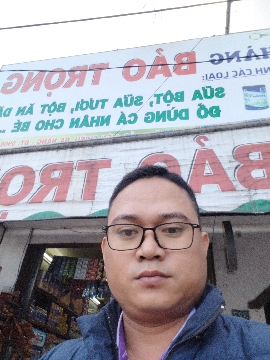 HÀNG BẢO TRỌNG
NH CÁC LOẠI:
SỮA BỘT, SỮA TƯƠI, BỘT ĂN DẶ
ĐỒ DÙNG CÁ NHÂN CHO BÉ ...
BẢO TRỌN